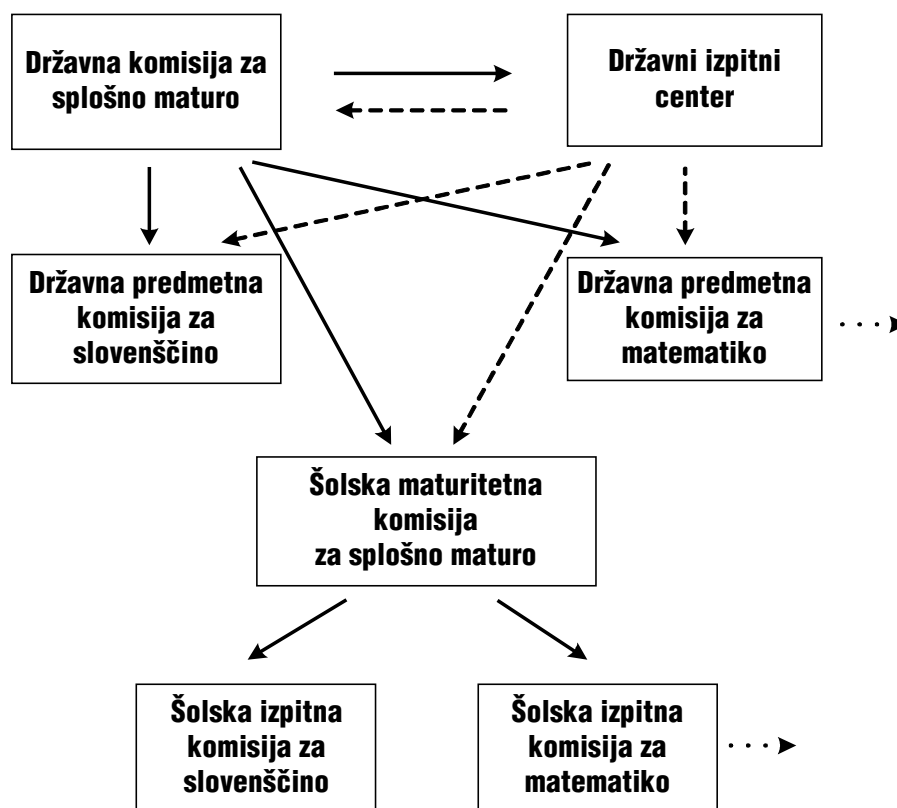 Državna komisija za
splošno maturo
Državni izpitni
center
Državna predmetna
komisija za
slovenščino
Državna predmetna
komisija za
matematiko
Šolska maturitetna
komisija
za splošno maturo
Šolska izpitna
komisija za
slovenščino
Šolska izpitna
komisija za
matematiko